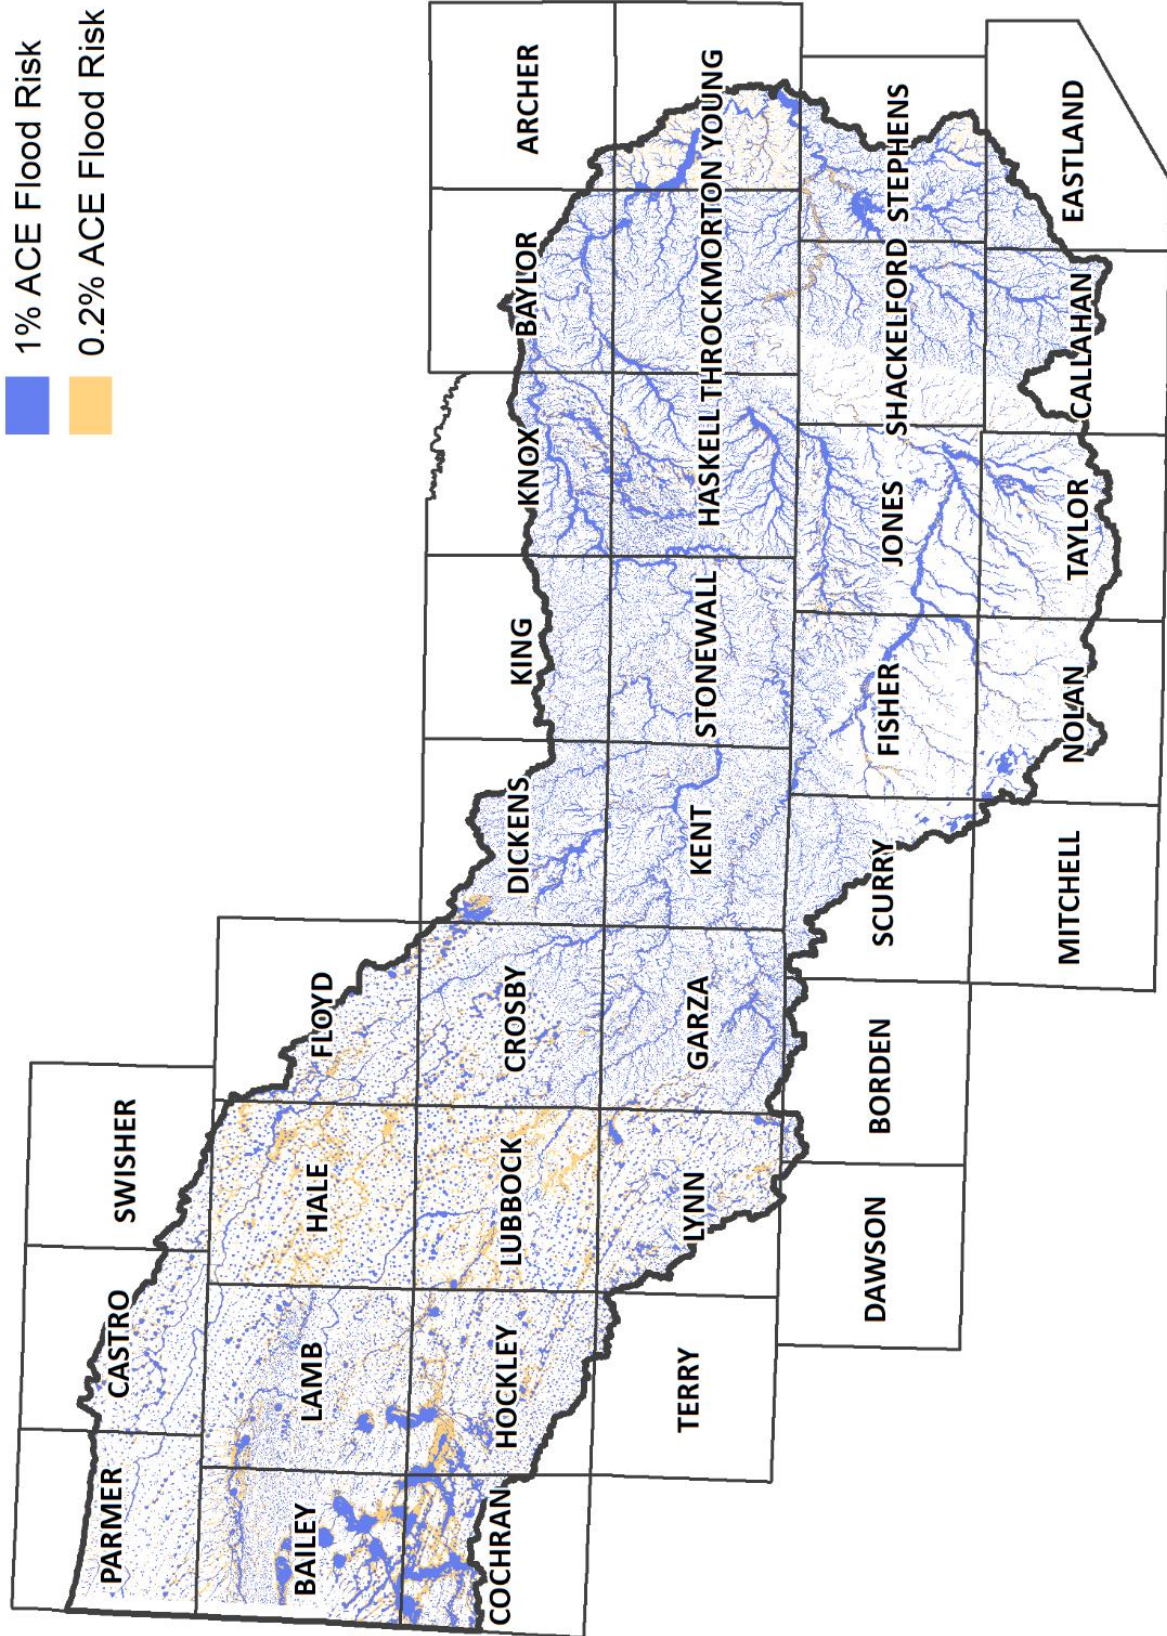 1% ACE Flood Risk
0.2% ACE Flood Risk
PARMER
CASTRO
SWISHER
BAILEY
LAMB
HALE
FLOYD
COCHRAN
HOCKLEY
LUBBOCK
CROSBY
DICKENS
KING
KNOX
BAYLOR
ARCHER
TERRY
LYNN
GARZA
KENT
STONEWALL
HASKELL
THROCKMORTON
YOUNG
DAWSON
BORDEN
SCURRY
FISHER
JONES
SHACKELFORD
STEPHENS
MITCHELL
NOLAN
TAYLOR
CALLAHAN
EASTLAND